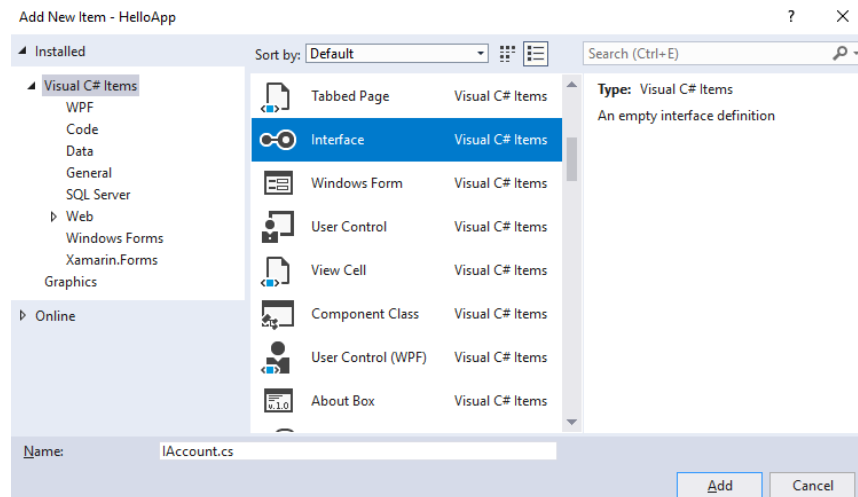 Add New Item - HelloApp
?
Installed
Sort by: Default
Search (Ctrl+E)
Visual C# Items
WPF
Code
Data
General
SQL Server
Web
Windows Forms
Xamarin.Forms
Graphics
Online
Tabbed Page Visual C# Items
Interface Visual C# Items
Windows Form Visual C# Items
User Control Visual C# Items
View Cell Visual C# Items
Component Class Visual C# Items
User Control (WPF) Visual C# Items
v.1.0 About Box Visual C# Items
Type: Visual C# Items
An empty interface definition
Name: IAccount.cs
Add Cancel